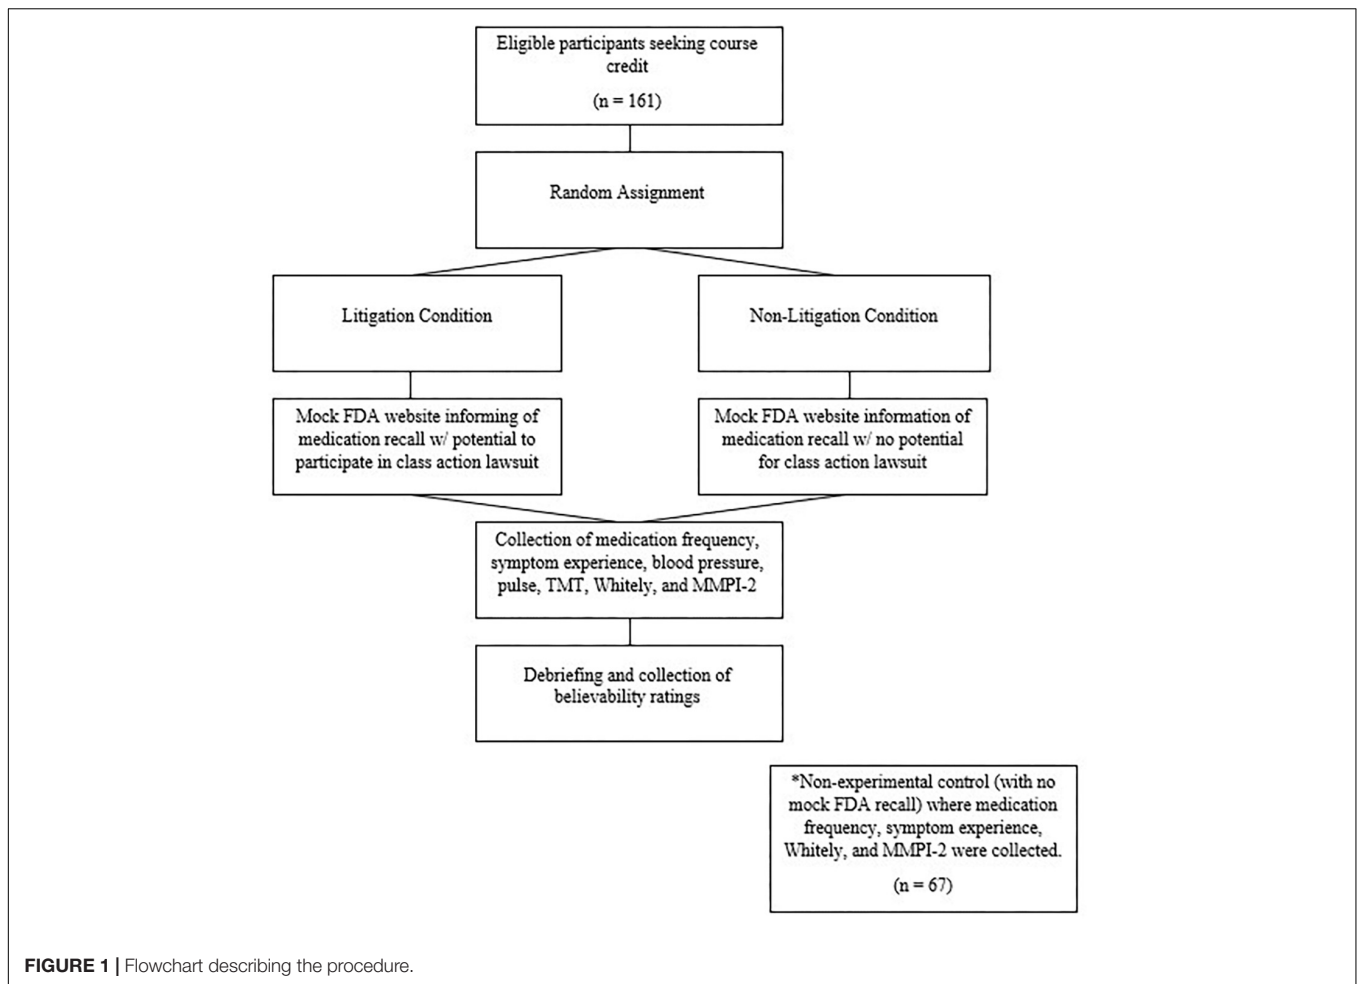 Eligible participants seeking course
credit
(n = 161)
Random Assignment
Litigation Condition
Non-Litigation Condition
Mock FDA website informing of
medication recall w/ potential to
participate in class action lawsuit
Mock FDA website information of
medication recall w/ no potential
for class action lawsuit
Collection of medication frequency,
symptom experience, blood pressure,
pulse, TMT, Whitely, and MMPI-2
Debriefing and collection of
believability ratings
*Non-experimental control (with no
mock FDA recall) where medication
frequency, symptom experience,
Whitely, and MMPI-2 were collected.
(n = 67)
FIGURE 1 | Flowchart describing the procedure.